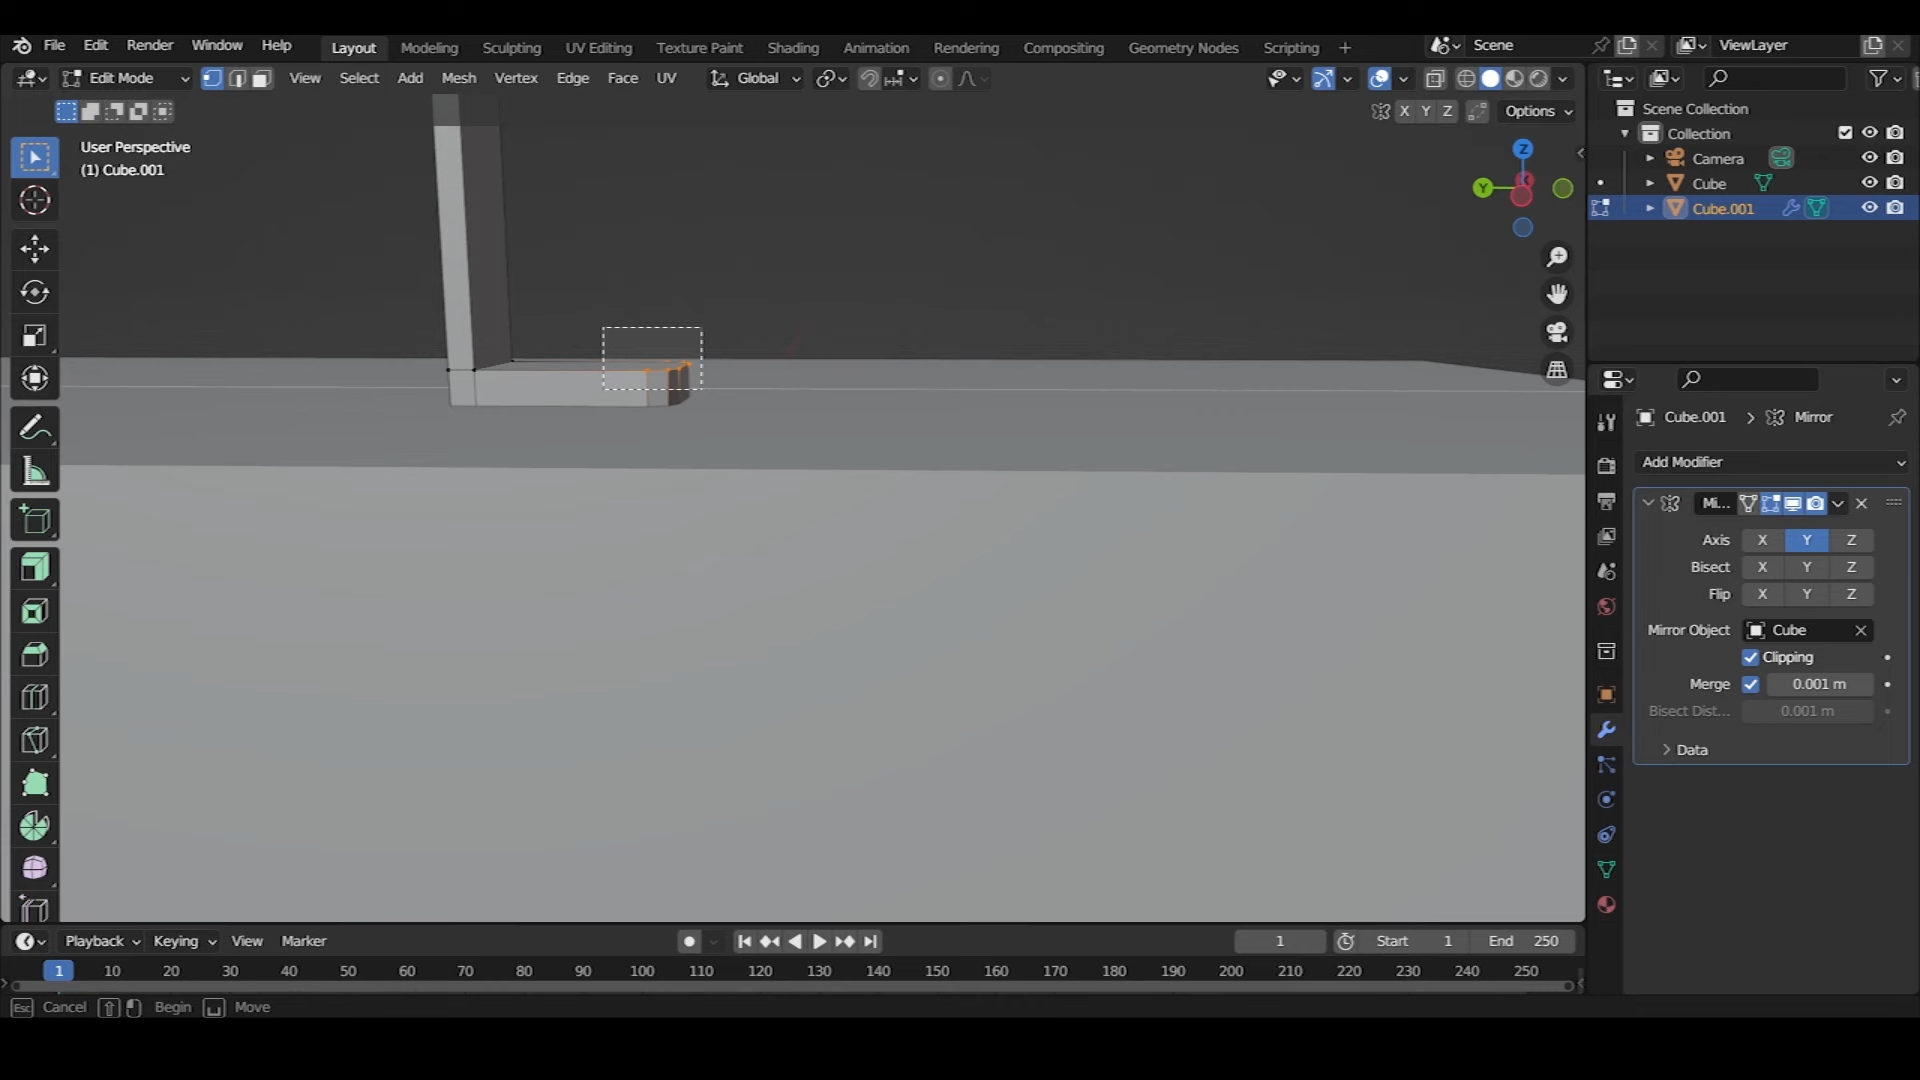 File Edit Render Window Help Layout Modeling Sculpting UV Editing Texture Paint Shading Animation Rendering Compositing Geometry Nodes Scripting + Scene ViewLayer
Edit Mode View Select Add Mesh Vertex Edge Face UV Global
X Y Z Options
User Perspective
(1) Cube.001
Z
Y
Scene Collection
Collection
Camera
Cube
Cube.001
Cube.001 > Mirror
Add Modifier
Mi...
Axis X Y Z
Bisect X Y Z
Flip X Y Z
Mirror Object Cube
Clipping
Merge 0.001 m
Bisect Dist... 0.001 m
Data
Playback Keying View Marker 1 Start 1 End 250
1 10 20 30 40 50 60 70 80 90 100 110 120 130 140 150 160 170 180 190 200 210 220 230 240 250
Esc Cancel Begin Move